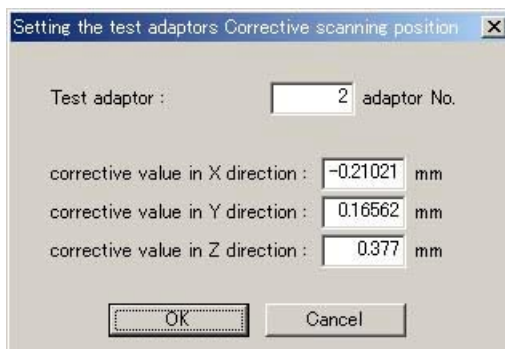 Setting the test adaptors Corrective scanning position
Test adaptor : 2 adaptor No.
corrective value in X direction : -0.21021 mm
corrective value in Y direction : 0.16562 mm
corrective value in Z direction : 0.377 mm
OK Cancel